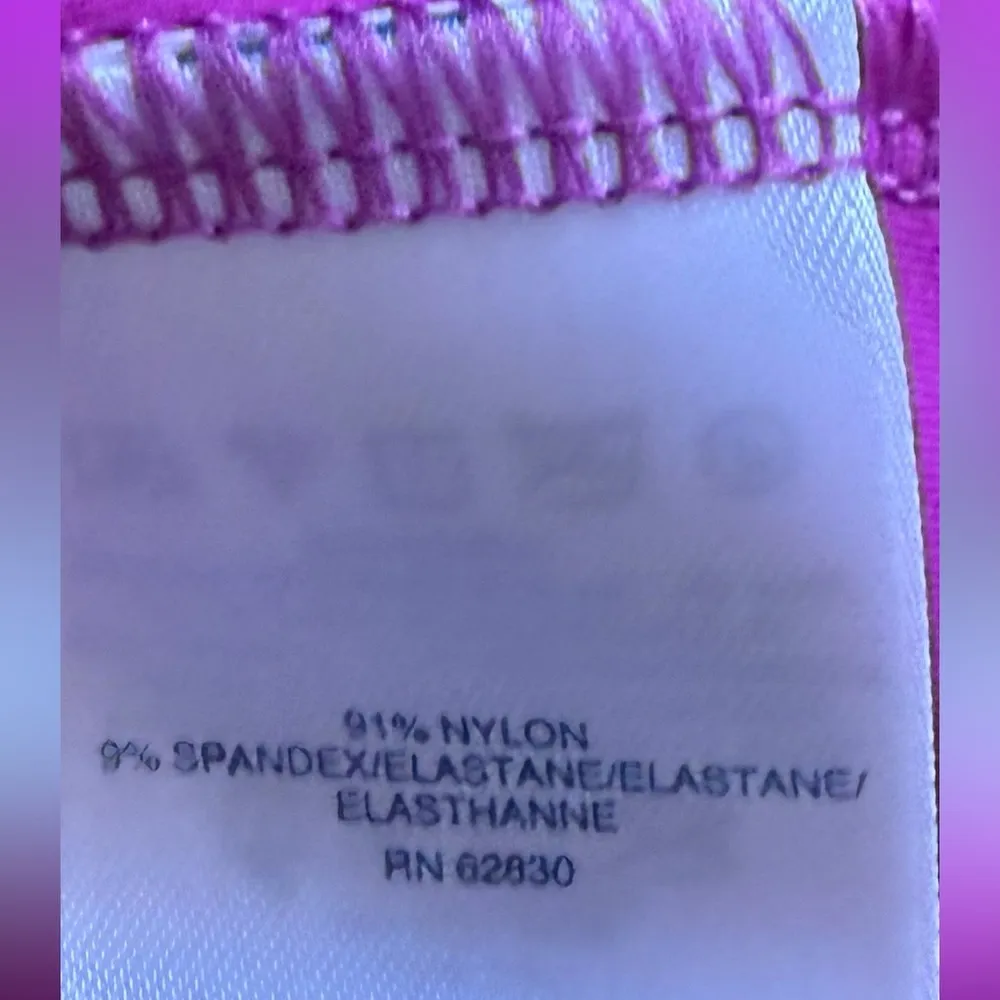 91% NYLON
9% SPANDEX/ELASTANE/ELASTANE/
ELASTHANNE
RN 62830